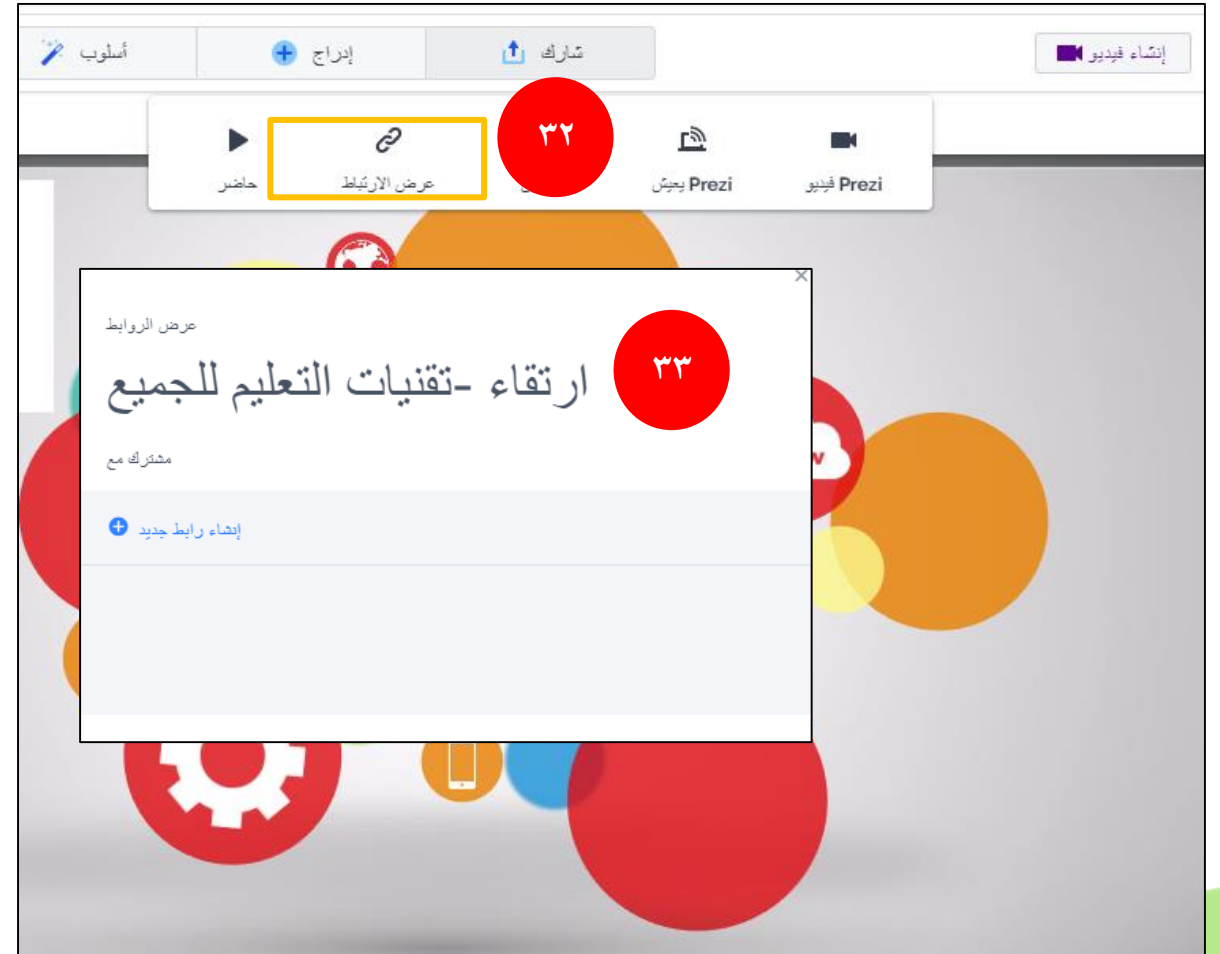 أسلوب
إدراج
شارك
إنشاء فيديو
٣٢
حاضر
عرض الارتباط
Prezi يعيش
Prezi فيديو
عرض الروابط
٣٣
ارتقاء -تقنيات التعليم للجميع
مشترك مع
إنشاء رابط جديد